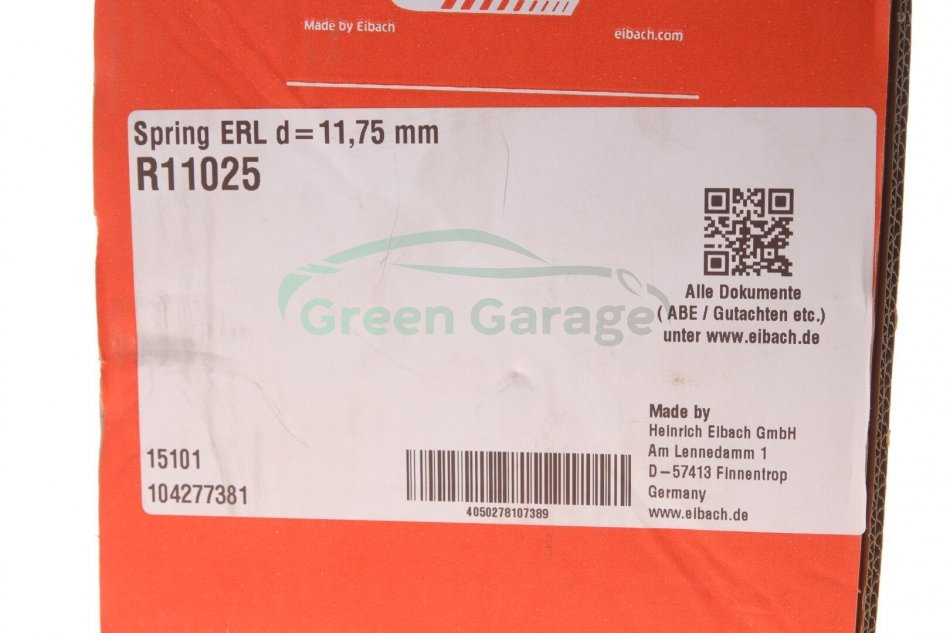 Made by Eibach
eibach.com
Spring ERL d=11,75 mm
R11025
Green Garage
Alle Dokumente
( ABE / Gutachten etc.)
unter www.eibach.de
Made by
Heinrich Eibach GmbH
Am Lennedamm 1
D-57413 Finnentrop
Germany
www.eibach.de
15101
104277381
4050278107389